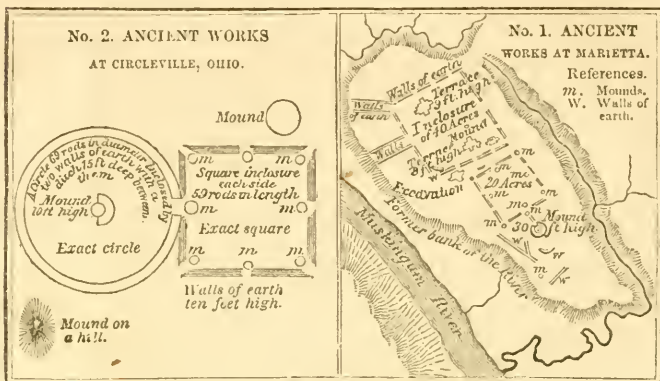 No. 2. ANCIENT WORKS
AT CIRCLEVILLE, OHIO.
Mound
A circle 69 rods in diameter inclosed by
two walls of earth with a
ditch 15 ft deep between
them
Mound
10 ft high
Exact circle
m m m
Square inclosure
each side
55 rods in length
m m
Exact square
m m m
Walls of earth
ten feet high.
Mound on
a hill.
No. 1. ANCIENT
WORKS AT MARIETTA.
References.
m. Mounds.
W. Walls of
earth.
Walls of earth
Terrace
9 ft. high
Walls
of earth
Inclosure
of 40 Acres
Mound
Walls
Terrace
8 ft high
Excavation
m
m
20 Acres
m
m
m
m
Mound
30 ft high.
W
W
W
m
Former bank of the River
Muskingum River